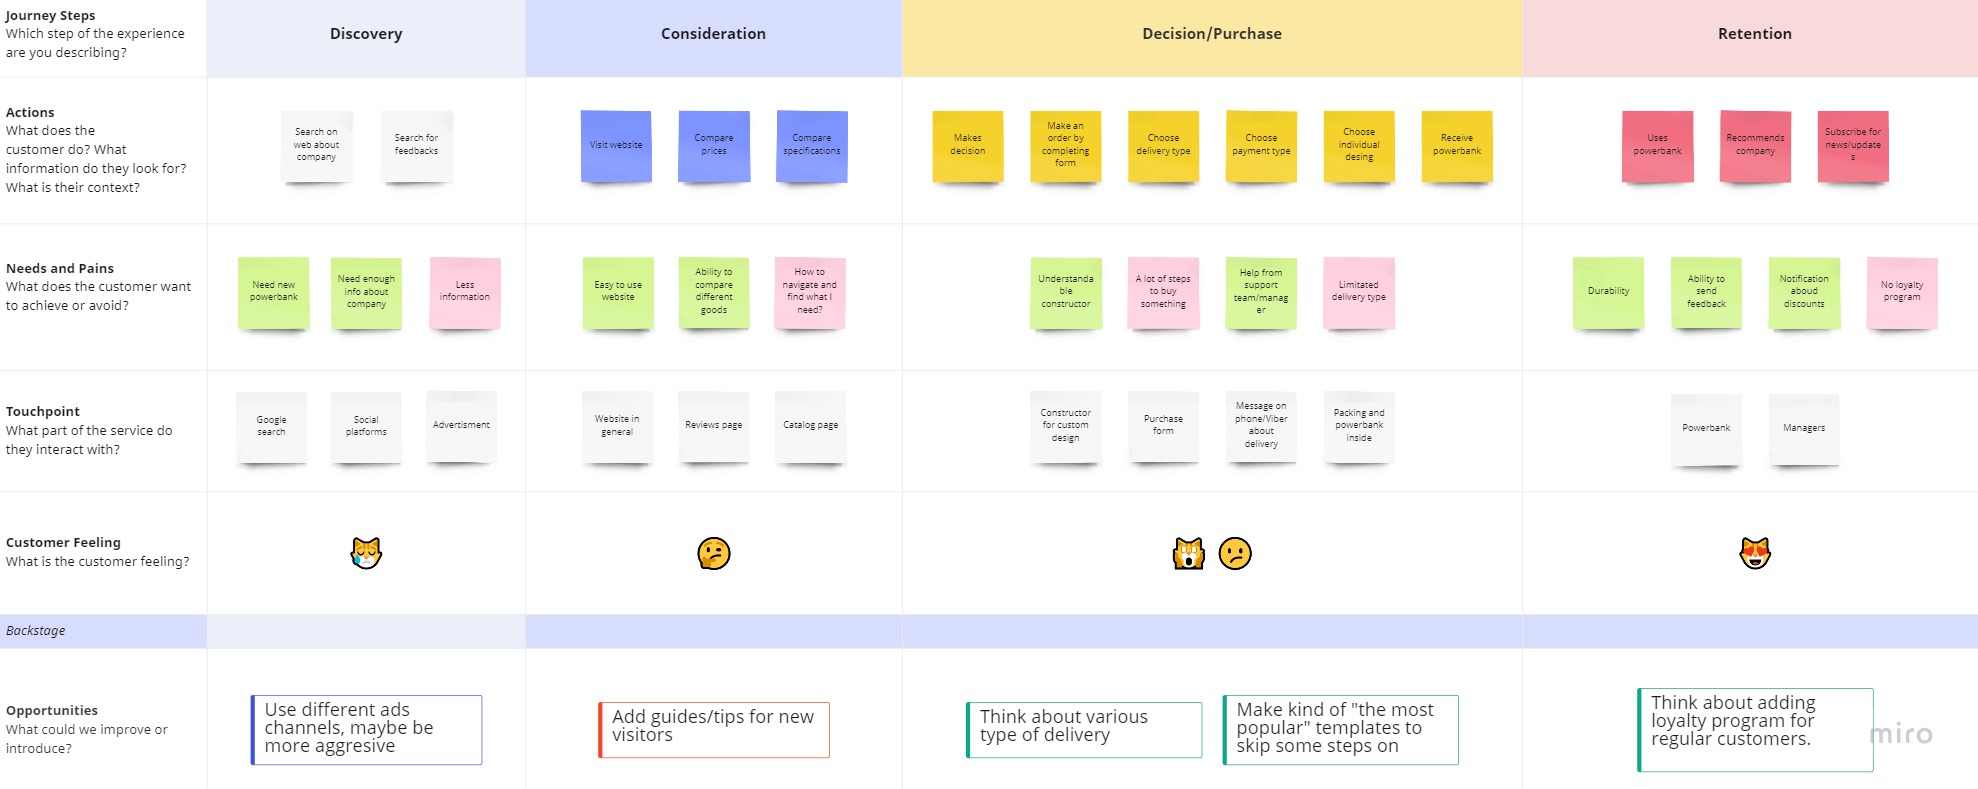 Journey Steps
Which step of the experience
are you describing?
Discovery
Consideration
Decision/Purchase
Retention
Actions
What does the
customer do? What
information do they look for?
What is their context?
Search on
web about
company
Search for
feedbacks
Visit website
Compare
prices
Compare
specifications
Makes
decision
Make an
order by
completing
form
Choose
delivery type
Choose
payment type
Choose
individual
desing
Receive
powerbank
Uses
powerbank
Recommends
company
Subscribe for
news/update
s
Needs and Pains
What does the customer want
to achieve or avoid?
Need new
powerbank
Need enough
info about
company
Less
information
Easy to use
website
Ability to
compare
different
goods
How to
navigate and
find what I
need?
Understanda
ble
constructor
A lot of steps
to buy
something
Help from
support
team/manag
er
Limitated
delivery type
Durability
Ability to
send
feedback
Notification
aboud
discounts
No loyalty
program
Touchpoint
What part of the service do
they interact with?
Google
search
Social
platforms
Advertisment
Website in
general
Reviews page
Catalog page
Constructor
for custom
design
Purchase
form
Message on
phone/Viber
about
delivery
Packing and
powerbank
inside
Powerbank
Managers
Customer Feeling
What is the customer feeling?
Backstage
Opportunities
What could we improve or
introduce?
Use different ads
channels, maybe be
more aggresive
Add guides/tips for new
visitors
Think about various
type of delivery
Make kind of "the most
popular" templates to
skip some steps on
Think about adding
loyalty program for
regular customers.
miro